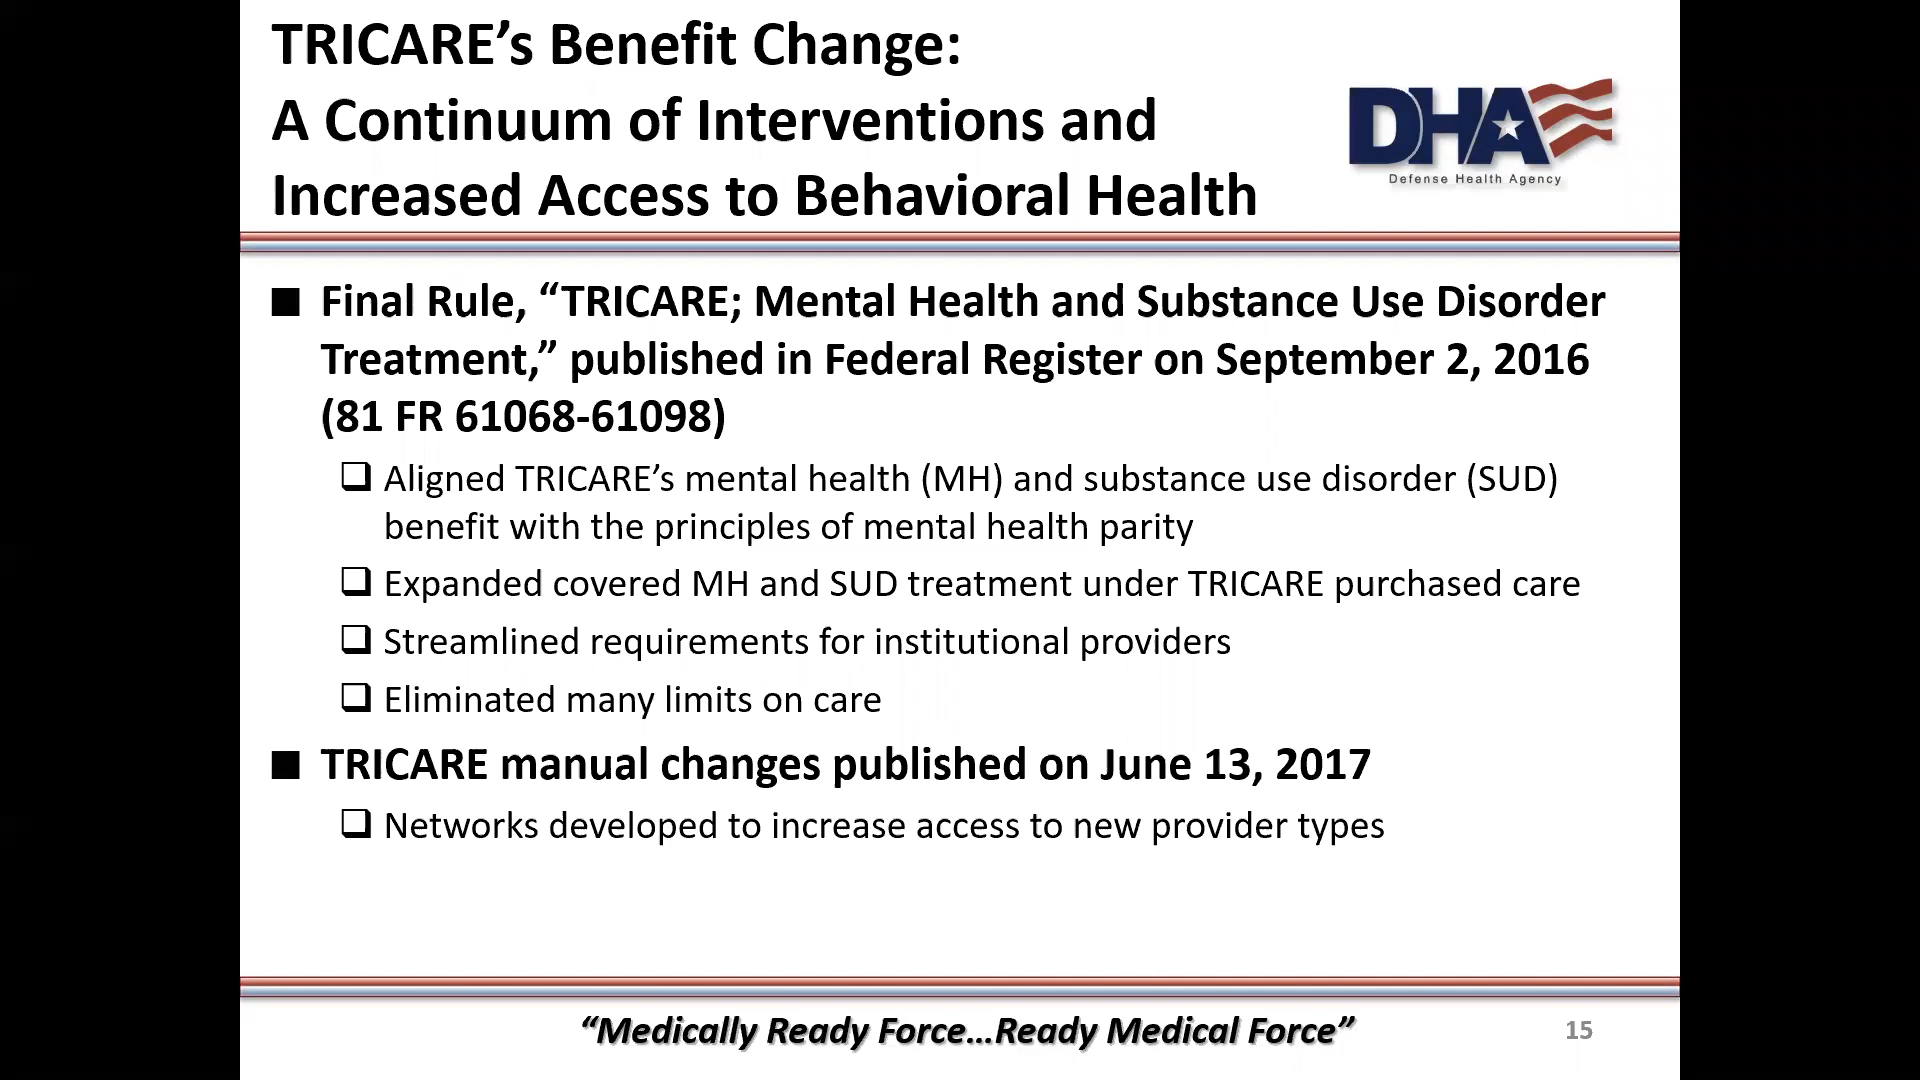 TRICARE’s Benefit Change:
A Continuum of Interventions and
Increased Access to Behavioral Health
DHA
Defense Health Agency
■ Final Rule, “TRICARE; Mental Health and Substance Use Disorder
Treatment,” published in Federal Register on September 2, 2016
(81 FR 61068-61098)
❑ Aligned TRICARE’s mental health (MH) and substance use disorder (SUD)
benefit with the principles of mental health parity
❑ Expanded covered MH and SUD treatment under TRICARE purchased care
❑ Streamlined requirements for institutional providers
❑ Eliminated many limits on care
■ TRICARE manual changes published on June 13, 2017
❑ Networks developed to increase access to new provider types
“Medically Ready Force…Ready Medical Force”
15